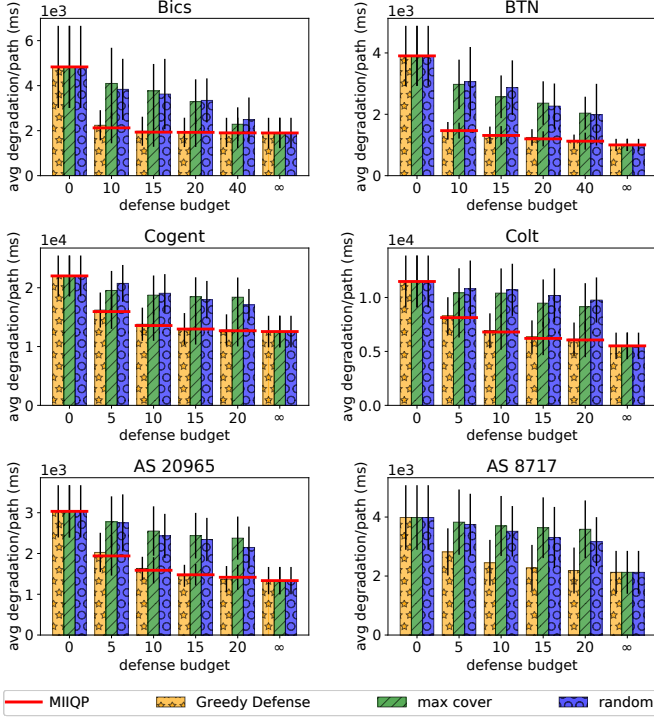 Bics
1e3
avg degradation/path (ms)
6
4
2
0
0 10 15 20 40 ∞
defense budget
BTN
1e3
avg degradation/path (ms)
4
2
0
0 10 15 20 40 ∞
defense budget
Cogent
1e4
avg degradation/path (ms)
2
1
0
0 5 10 15 20 ∞
defense budget
Colt
1e4
avg degradation/path (ms)
1.0
0.5
0.0
0 5 10 15 20 ∞
defense budget
AS 20965
1e3
avg degradation/path (ms)
3
2
1
0
0 5 10 15 20 ∞
defense budget
AS 8717
1e3
avg degradation/path (ms)
4
2
0
0 5 10 15 20 ∞
defense budget
MIIQP Greedy Defense max cover random